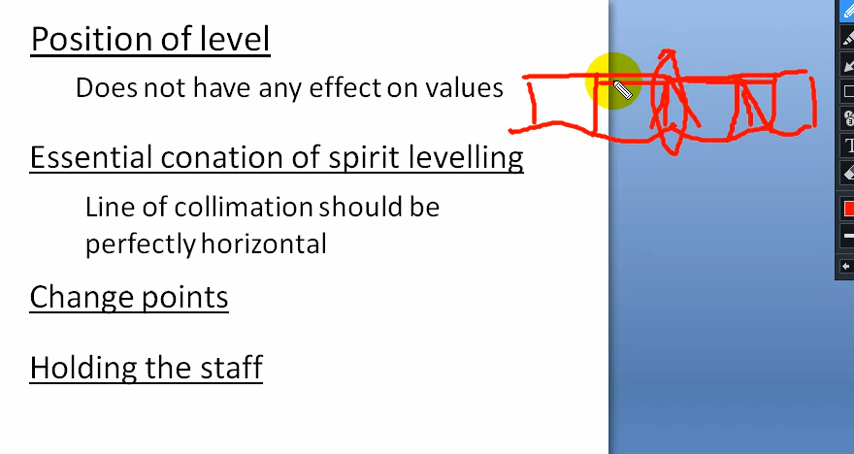 Position of level
Does not have any effect on values
Essential conation of spirit levelling
Line of collimation should be
perfectly horizontal
Change points
Holding the staff